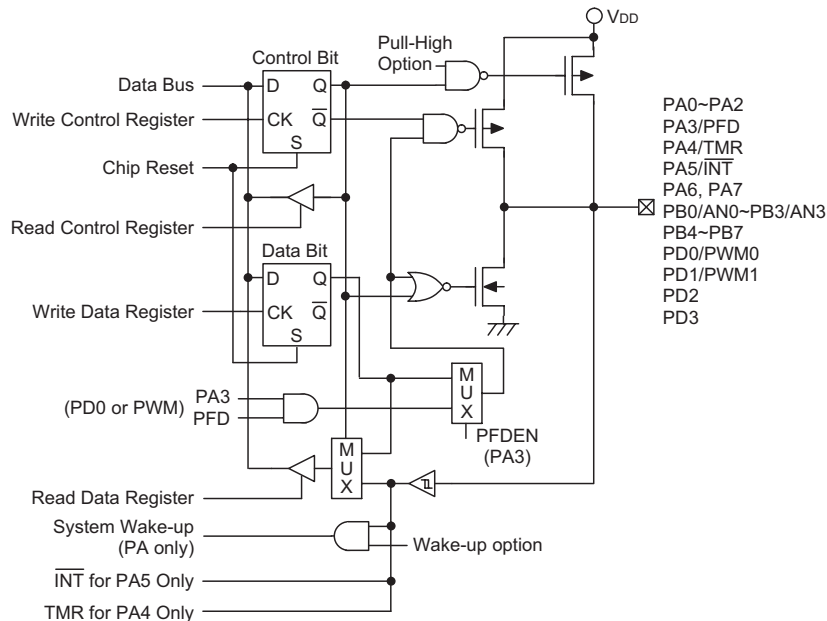 VDD
Control Bit
Pull-High
Option
Data Bus
D
Q
Write Control Register
CK
Q̅
S
Chip Reset
Read Control Register
Data Bit
D
Q
Write Data Register
CK
Q̅
S
PA0~PA2
PA3/PFD
PA4/TMR
PA5/I̅N̅T̅
PA6, PA7
PB0/AN0~PB3/AN3
PB4~PB7
PD0/PWM0
PD1/PWM1
PD2
PD3
M
U
X
(PD0 or PWM)
PA3
PFD
PFDEN
(PA3)
M
U
X
Read Data Register
System Wake-up
(PA only)
Wake-up option
I̅N̅T̅ for PA5 Only
TMR for PA4 Only